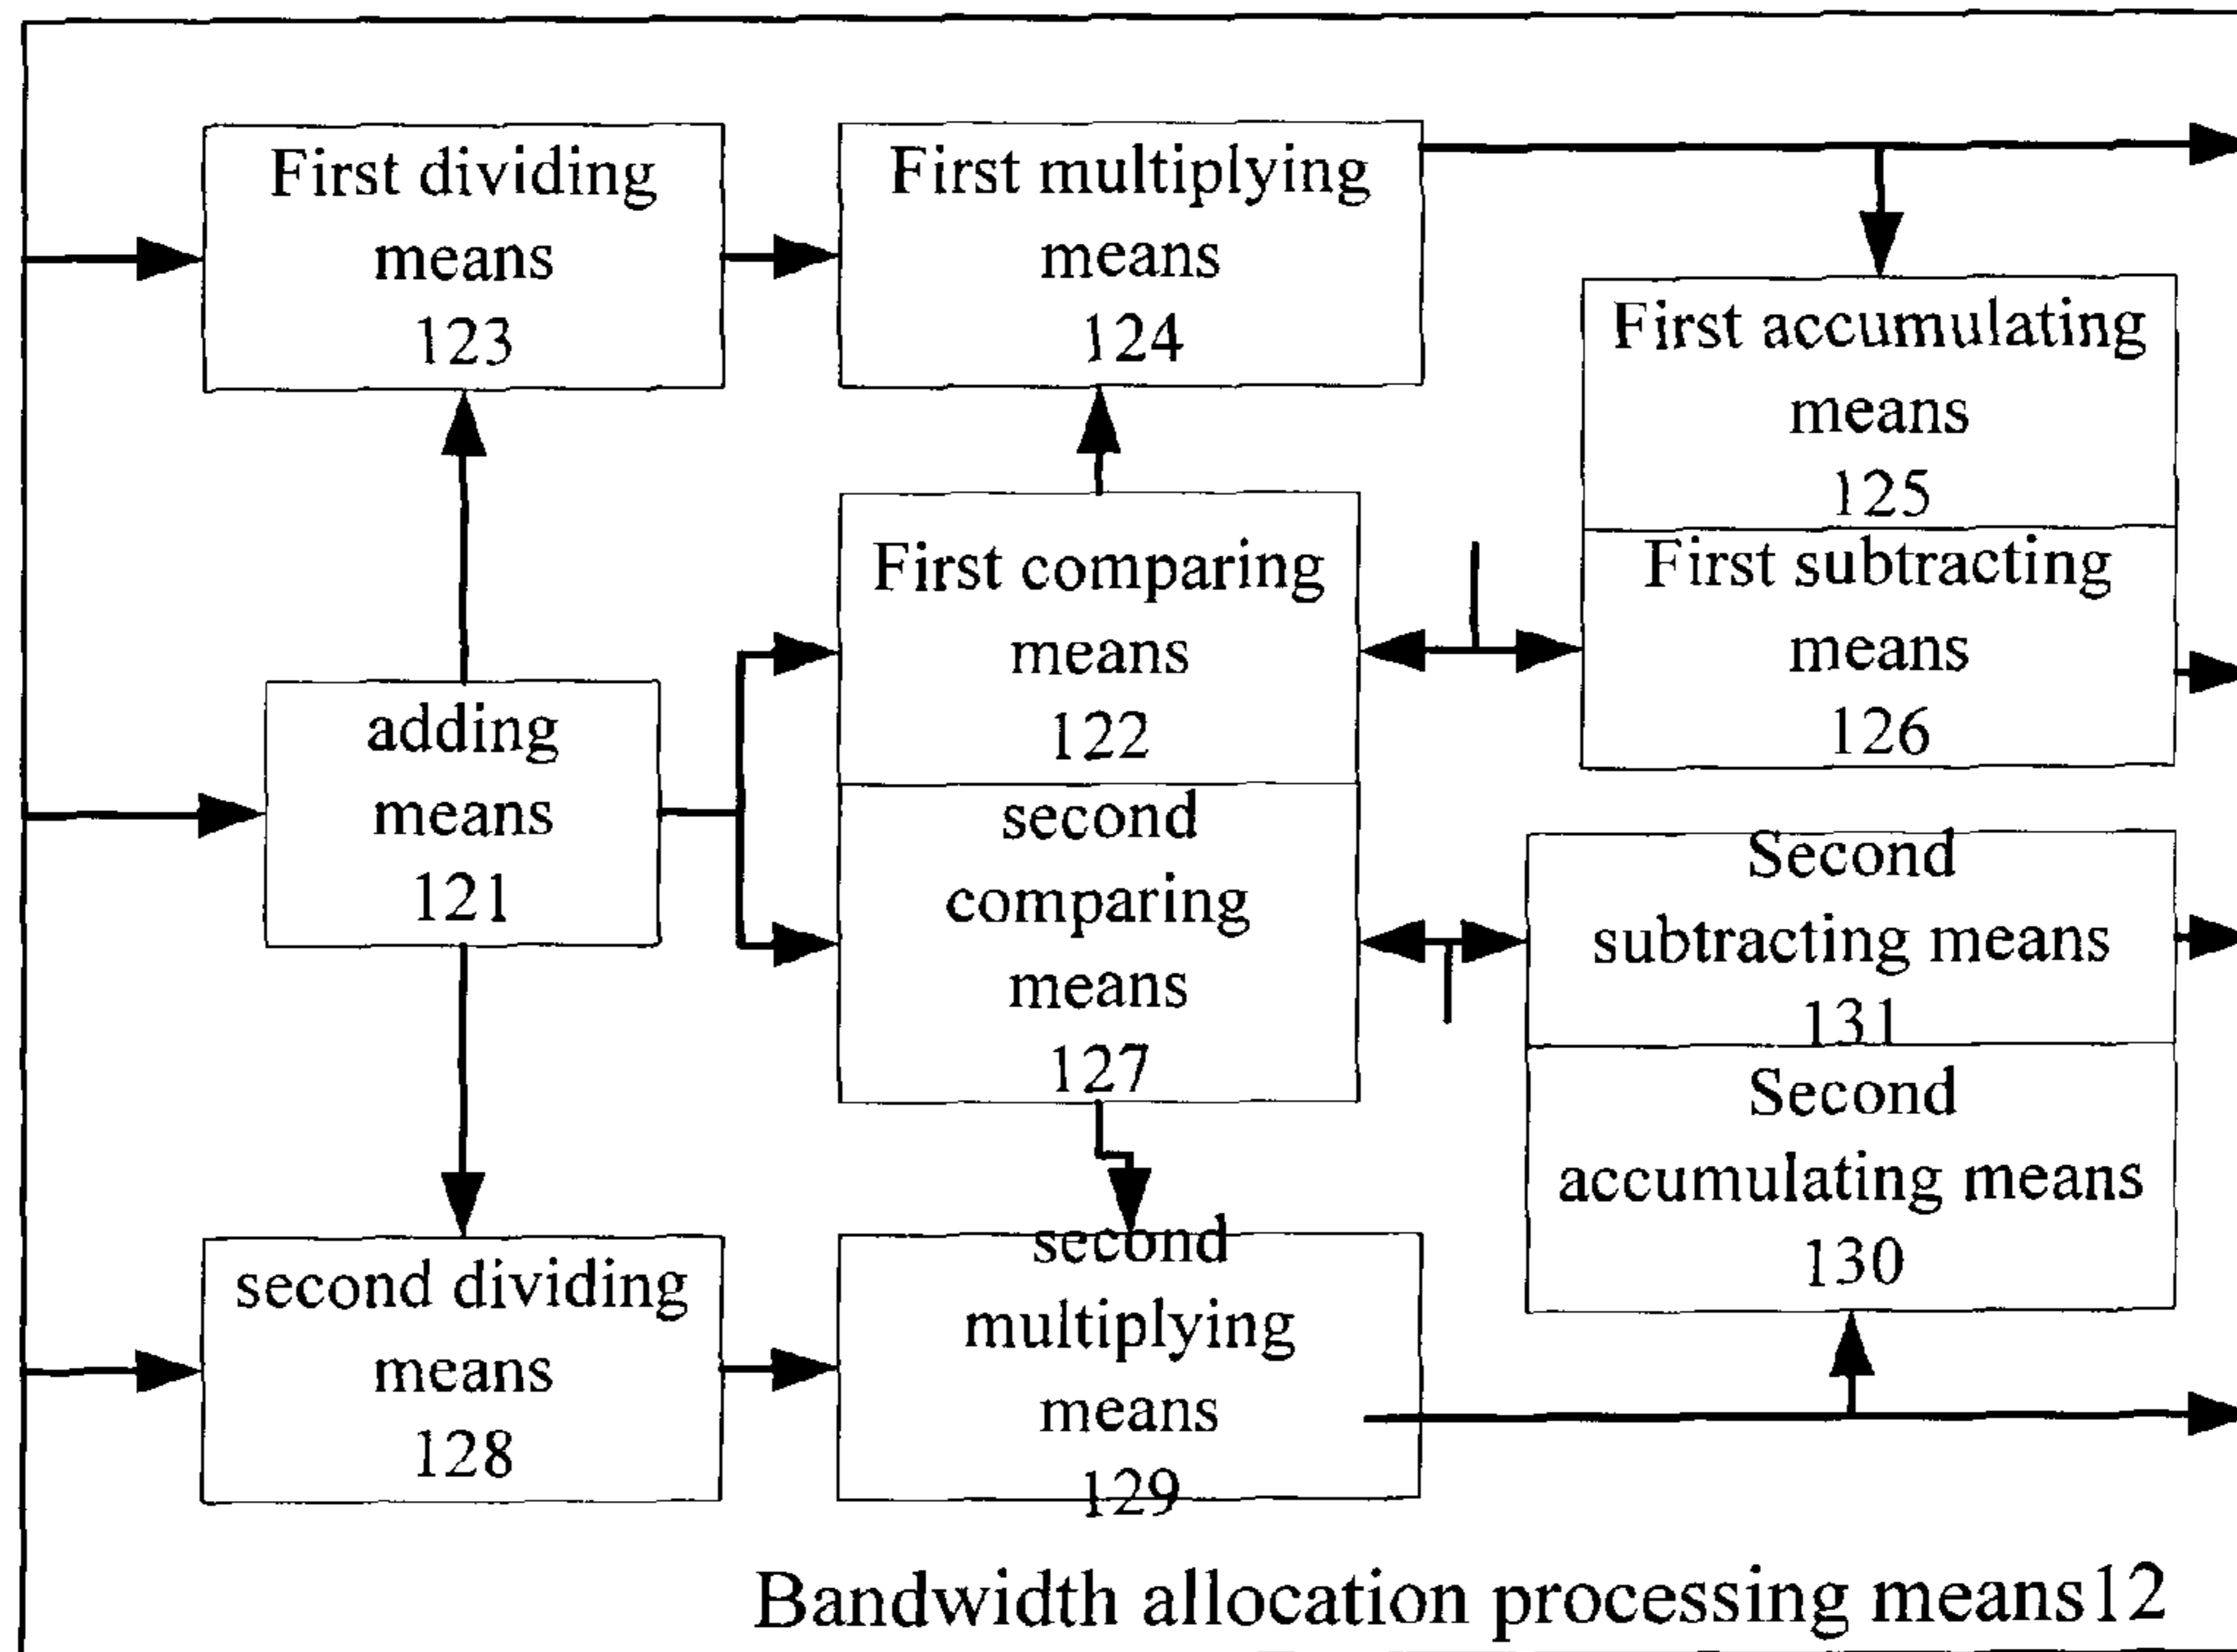 First dividing
means
123
First multiplying
means
124
First accumulating
means
125
First subtracting
means
126
First comparing
means
122
adding
means
121
second
comparing
means
127
Second
subtracting means
131
Second
accumulating means
130
second dividing
means
128
second
multiplying
means
129
Bandwidth allocation processing means12